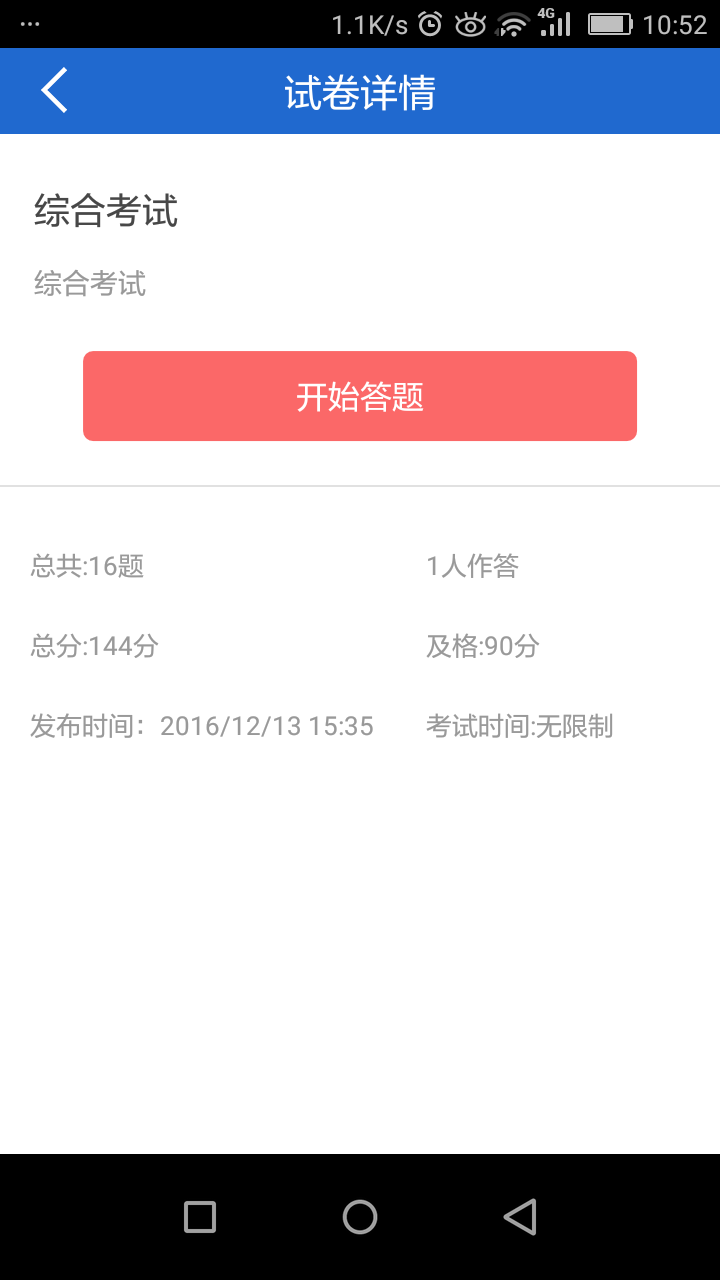 ... 1.1K/s 4G 10:52
试卷详情
综合考试
综合考试
开始答题
总共:16题 1人作答
总分:144分 及格:90分
发布时间：2016/12/13 15:35 考试时间:无限制